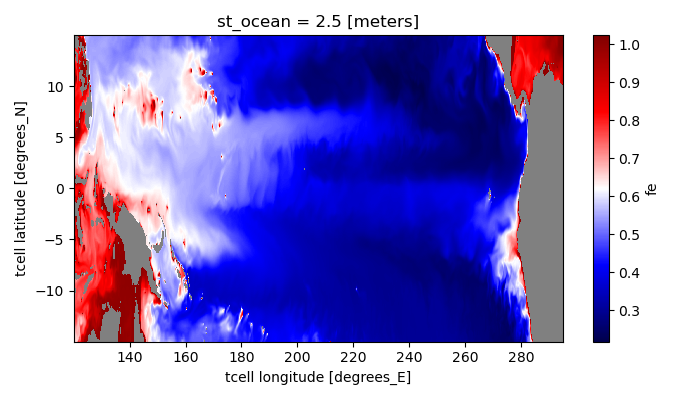 st_ocean = 2.5 [meters]
tcell latitude [degrees_N]
10
5
0
−5
−10
140 160 180 200 220 240 260 280
tcell longitude [degrees_E]
1.0
0.9
0.8
0.7
0.6
0.5
0.4
0.3
fe